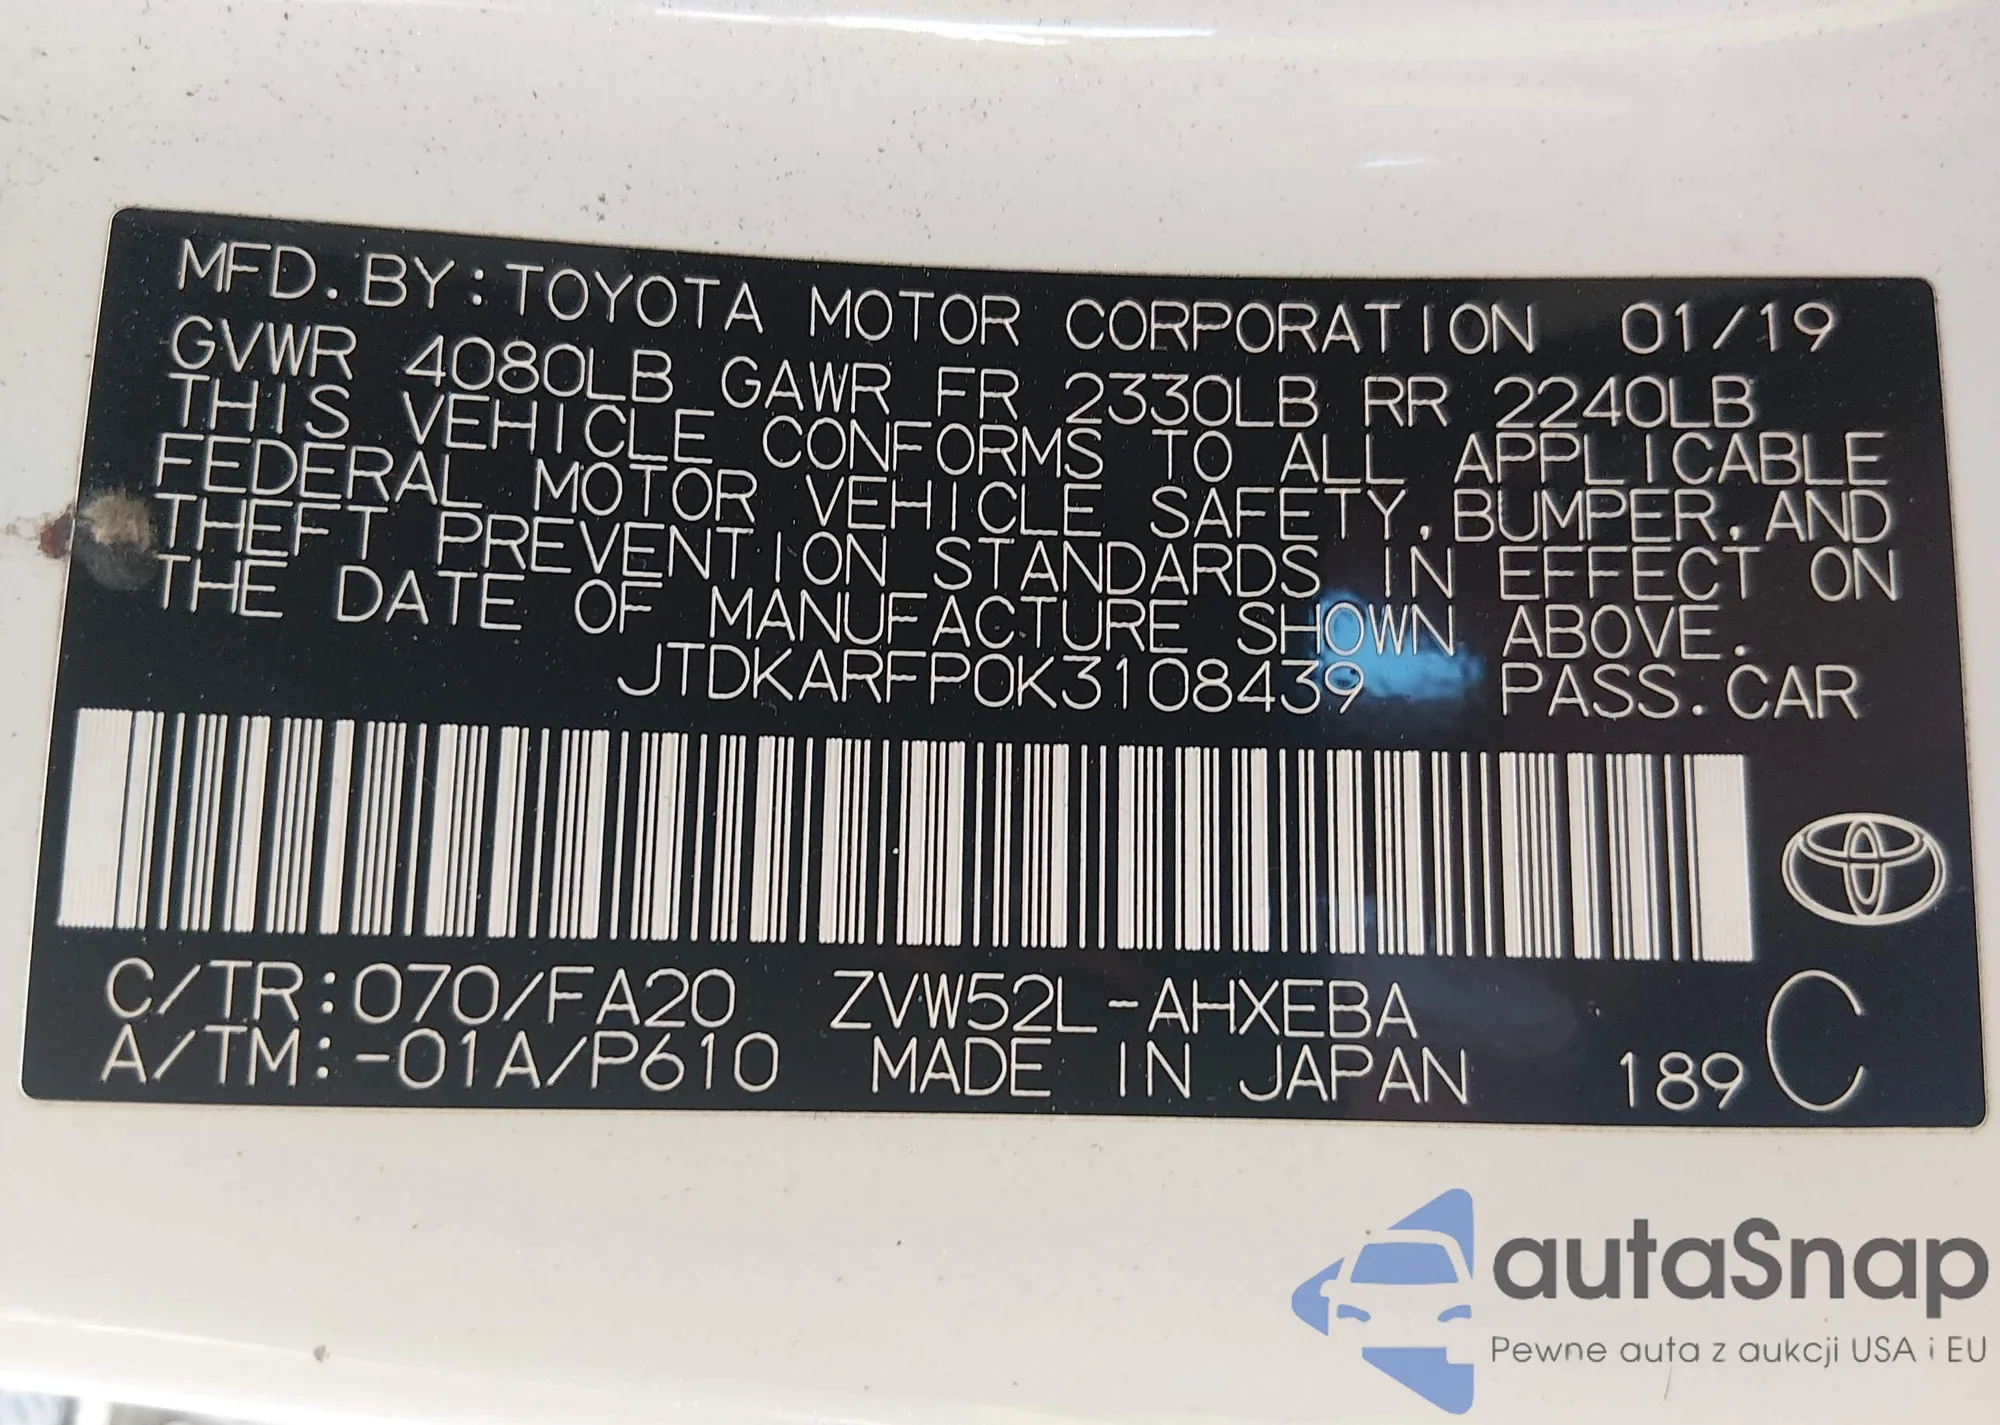 MFD. BY: TOYOTA MOTOR CORPORATION 01/19
GVWR 4080LB GAWR FR 2330LB RR 2240LB
THIS VEHICLE CONFORMS TO ALL APPLICABLE
FEDERAL MOTOR VEHICLE SAFETY, BUMPER, AND
THEFT PREVENTION STANDARDS IN EFFECT ON
THE DATE OF MANUFACTURE SHOWN ABOVE.
JTDKARFP0K3108439 PASS. CAR
C/TR: 070/FA20 ZVW52L-AHXEBA C
A/TM: -01A/P610 MADE IN JAPAN 189
autaSnap
Pewne auta z aukcji USA i EU